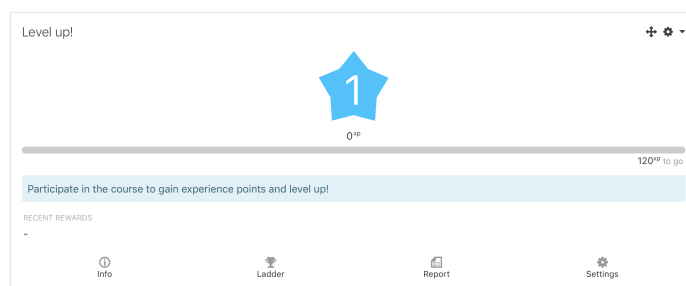 Level up!
1
0xp
120xp to go
Participate in the course to gain experience points and level up!
RECENT REWARDS
-
Info
Ladder
Report
Settings